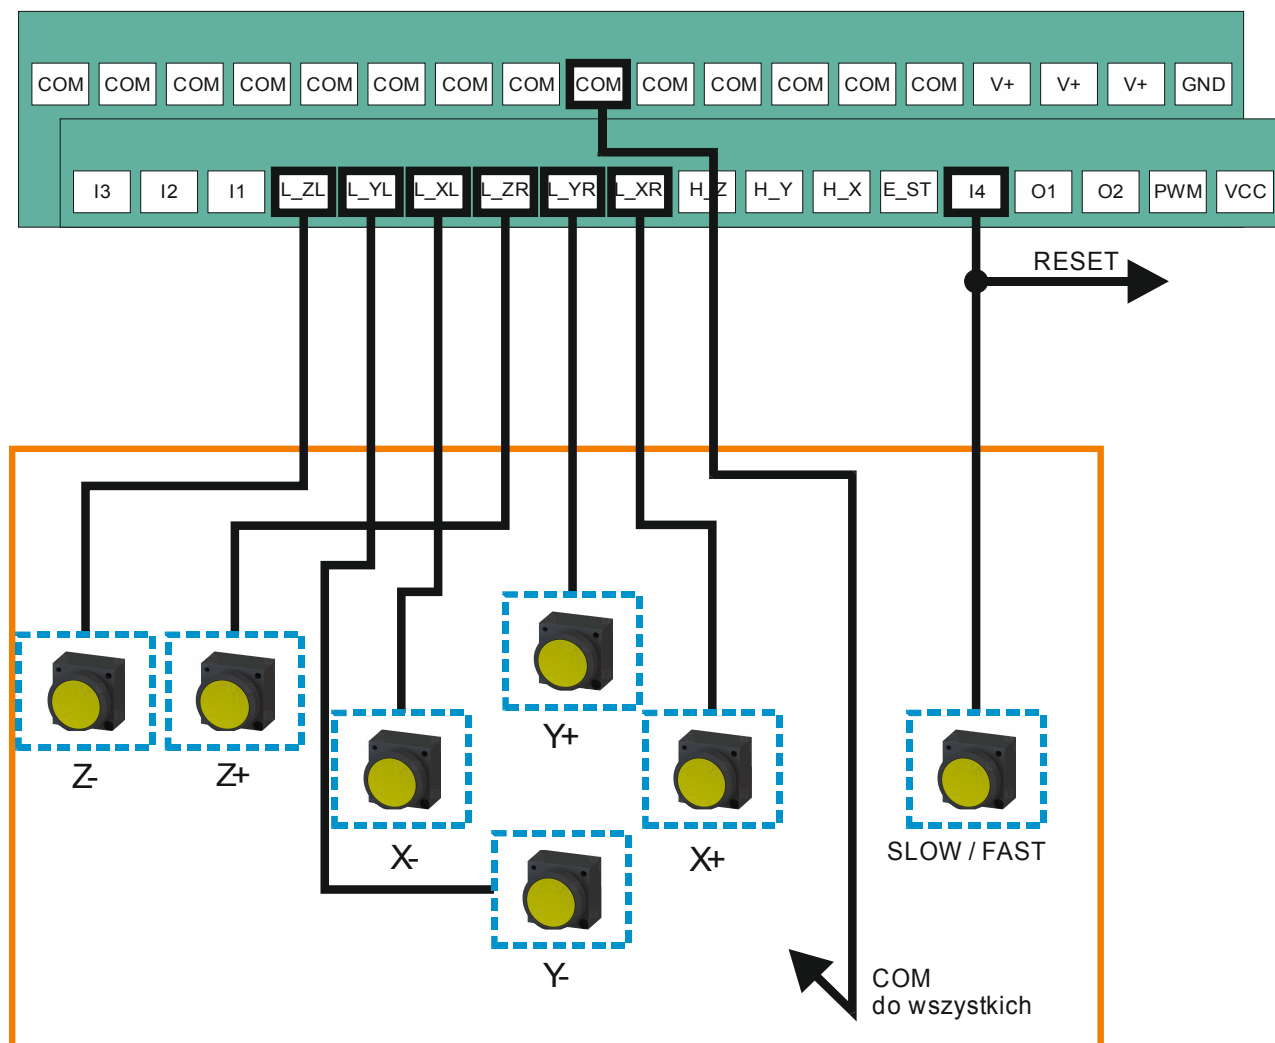 COM COM COM COM COM COM COM COM COM COM COM COM COM COM V+ V+ V+ GND
I3 I2 I1 L_ZL L_YL L_XL L_ZR L_YR L_XR H_Z H_Y H_X E_ST I4 O1 O2 PWM VCC
RESET
Y+
Z- Z+
X- X+ SLOW / FAST
Y-
COM
do wszystkich